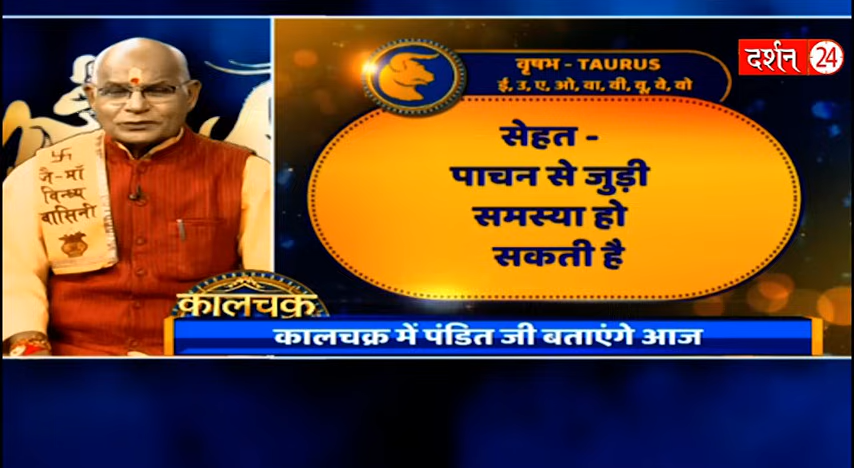 दर्शन 24
वृषभ - TAURUS
ई, उ, ए, ओ, वा, वी, वू, वे, वो
सेहत -
पाचन से जुड़ी
समस्या हो
सकती है
जै-माँ
विन्ध्य
वासिनी
कालचक्र
कालचक्र में पंडित जी बताएंगे आज